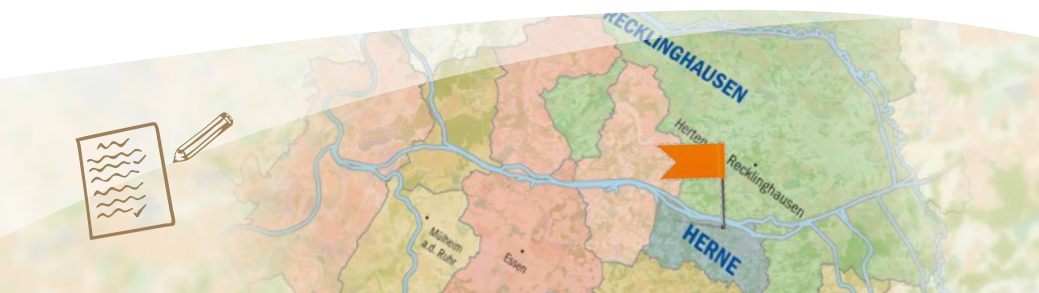 RECKLINGHAUSEN
Herten
Recklinghausen
HERNE
Mülheim
a.d. Ruhr
Essen